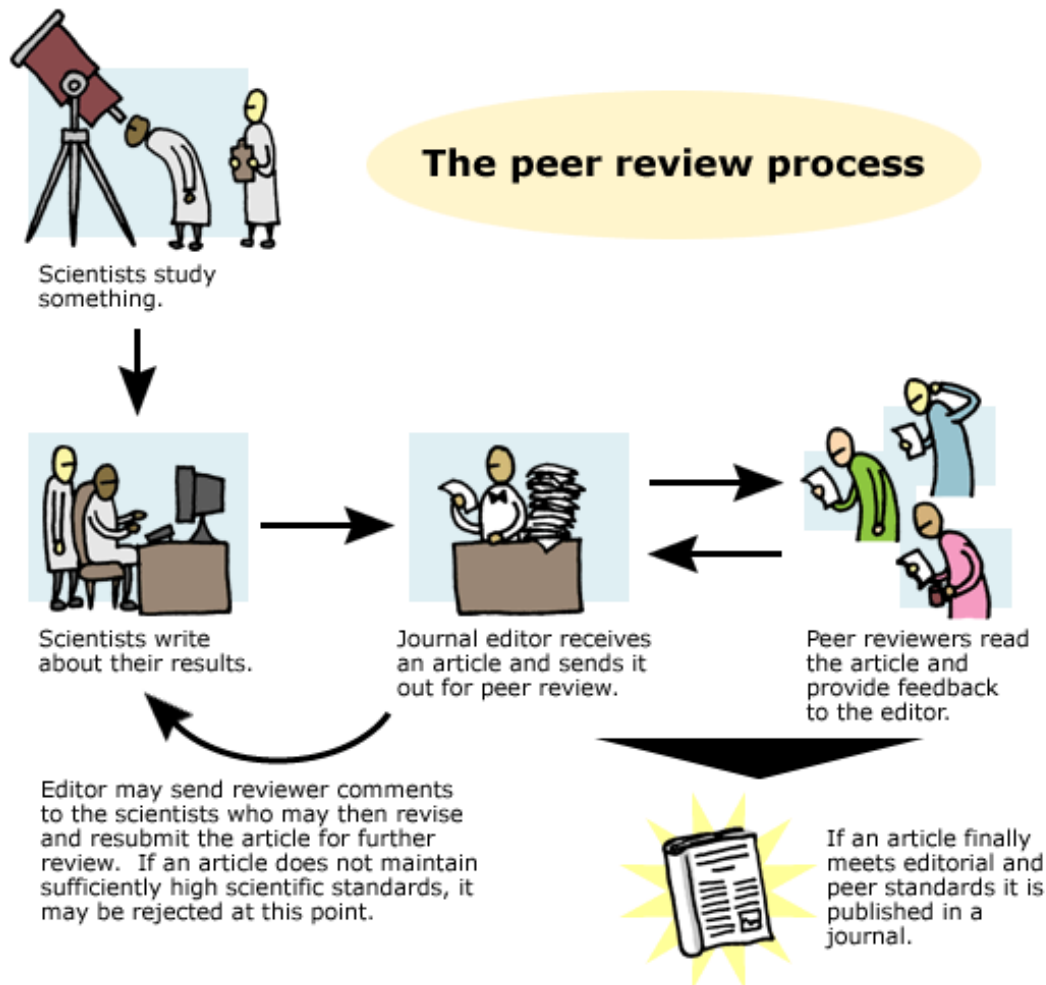 The peer review process
Scientists study
something.
Scientists write
about their results.
Journal editor receives
an article and sends it
out for peer review.
Peer reviewers read
the article and
provide feedback
to the editor.
Editor may send reviewer comments
to the scientists who may then revise
and resubmit the article for further
review.  If an article does not maintain
sufficiently high scientific standards, it
may be rejected at this point.
If an article finally
meets editorial and
peer standards it is
published in a
journal.